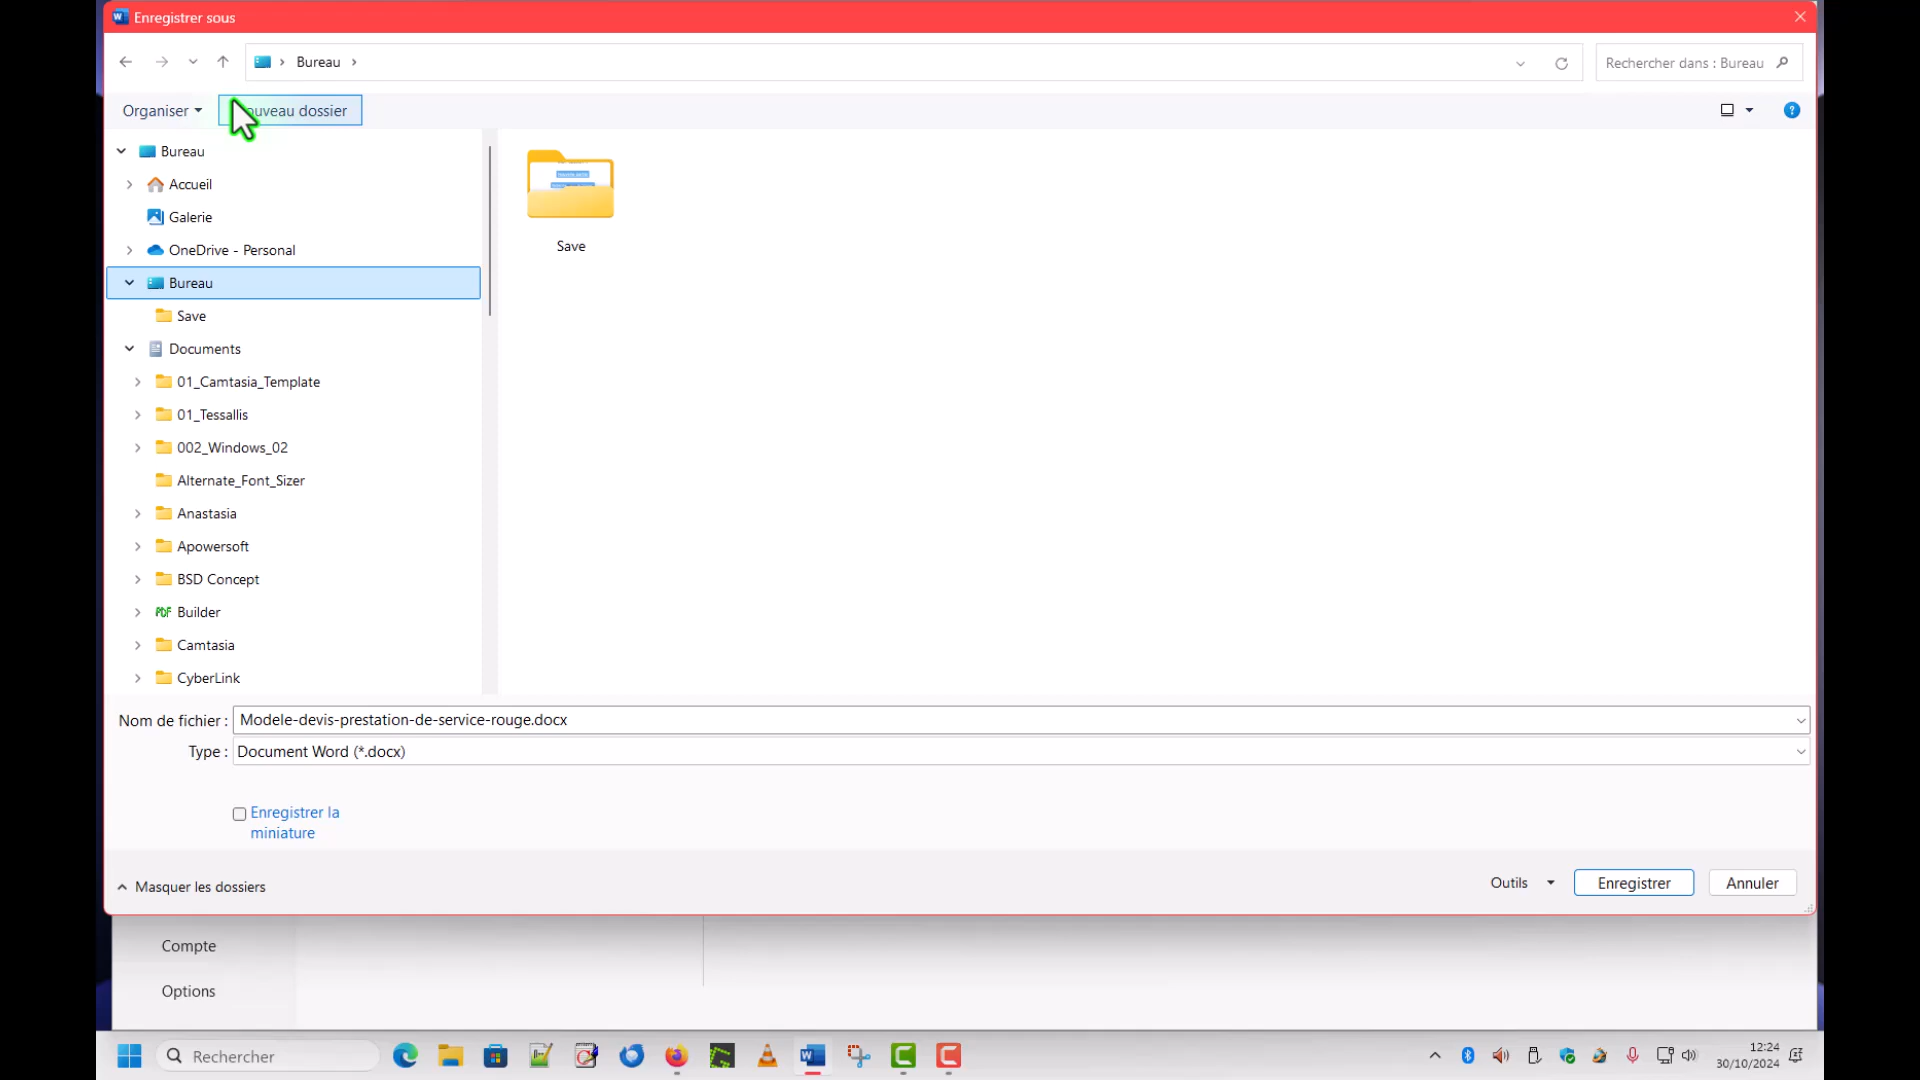 Enregistrer sous
Bureau
Rechercher dans : Bureau
Organiser
ouveau dossier
Bureau
Accueil
Galerie
OneDrive - Personal
Bureau
Save
Documents
01_Camtasia_Template
01_Tessallis
002_Windows_02
Alternate_Font_Sizer
Anastasia
Apowersoft
BSD Concept
PDF Builder
Camtasia
CyberLink
Save
Nom de fichier : Modele-devis-prestation-de-service-rouge.docx
Type : Document Word (*.docx)
Enregistrer la
miniature
Masquer les dossiers
Outils
Enregistrer
Annuler
Compte
Options
Rechercher
12:24
30/10/2024